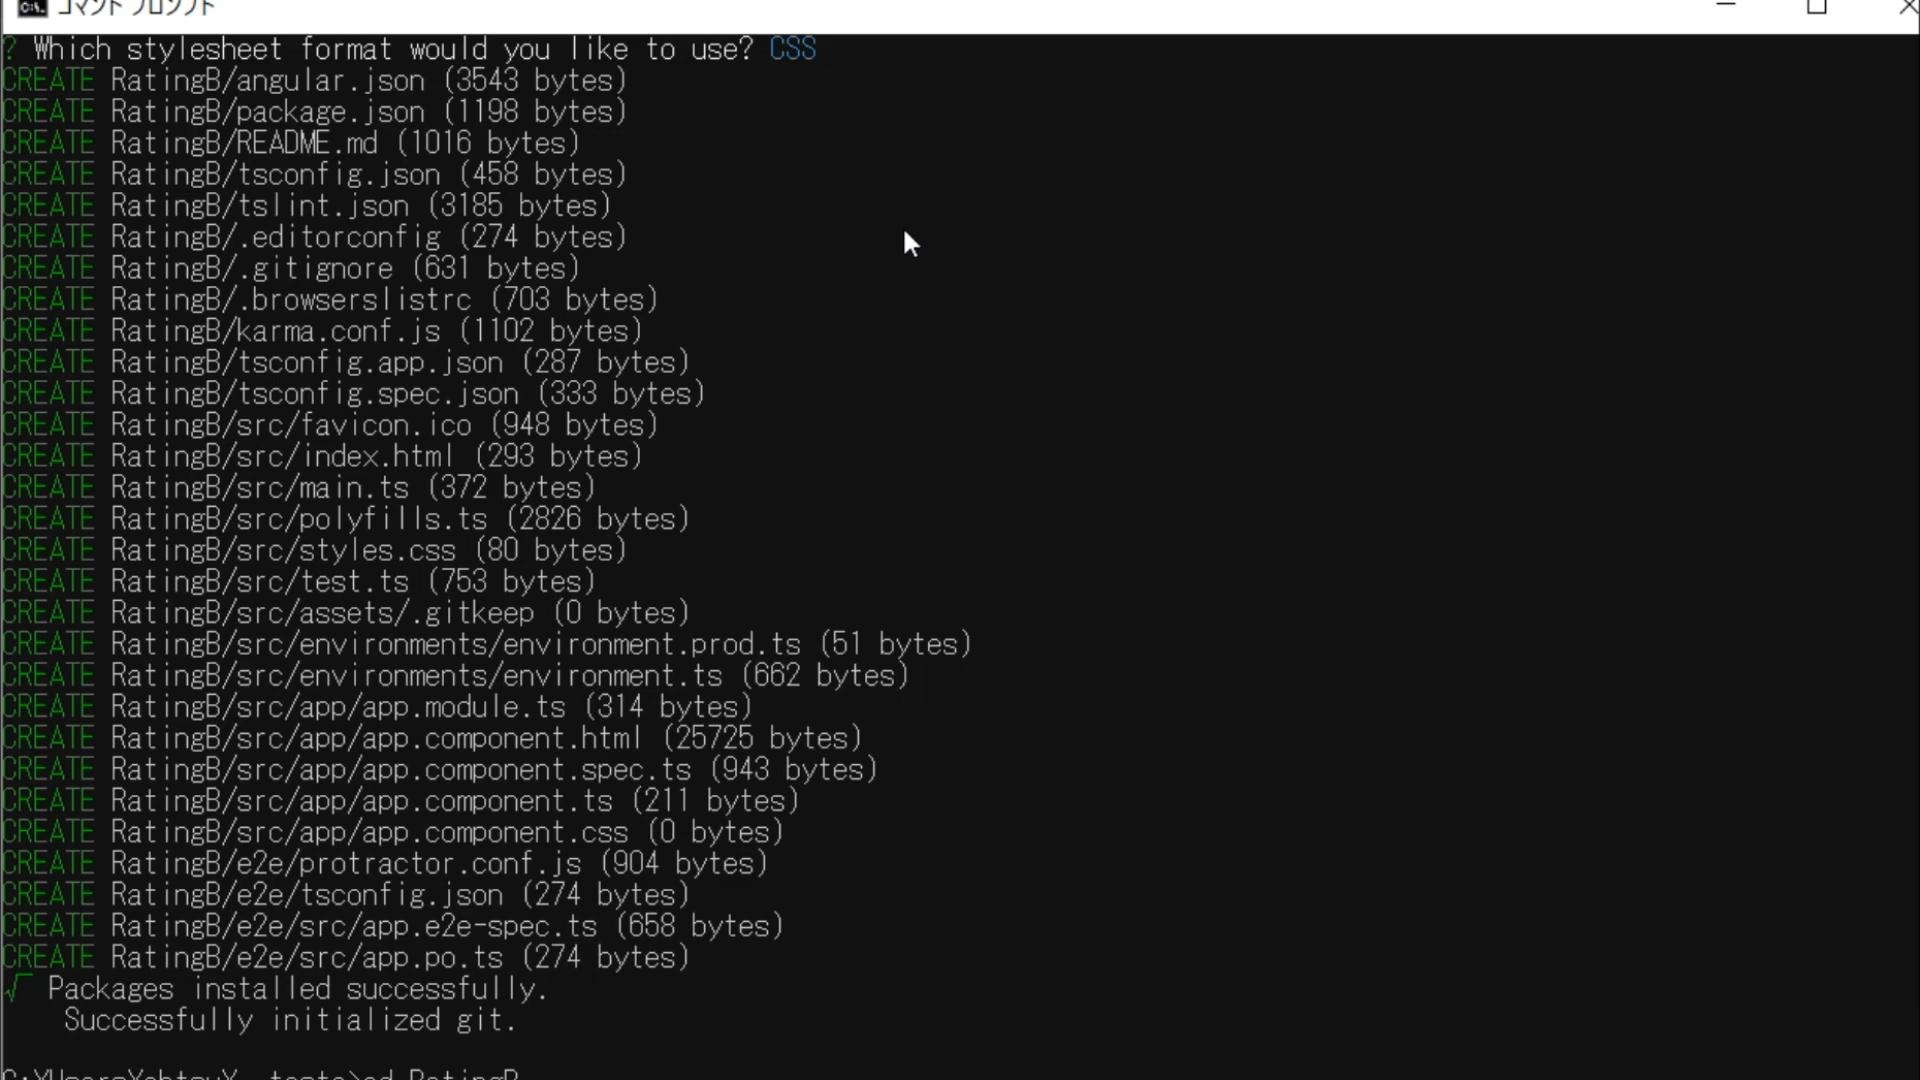 コマンド プロンプト
? Which stylesheet format would you like to use? CSS
CREATE RatingB/angular.json (3543 bytes)
CREATE RatingB/package.json (1198 bytes)
CREATE RatingB/README.md (1016 bytes)
CREATE RatingB/tsconfig.json (458 bytes)
CREATE RatingB/tslint.json (3185 bytes)
CREATE RatingB/.editorconfig (274 bytes)
CREATE RatingB/.gitignore (631 bytes)
CREATE RatingB/.browserslistrc (703 bytes)
CREATE RatingB/karma.conf.js (1102 bytes)
CREATE RatingB/tsconfig.app.json (287 bytes)
CREATE RatingB/tsconfig.spec.json (333 bytes)
CREATE RatingB/src/favicon.ico (948 bytes)
CREATE RatingB/src/index.html (293 bytes)
CREATE RatingB/src/main.ts (372 bytes)
CREATE RatingB/src/polyfills.ts (2826 bytes)
CREATE RatingB/src/styles.css (80 bytes)
CREATE RatingB/src/test.ts (753 bytes)
CREATE RatingB/src/assets/.gitkeep (0 bytes)
CREATE RatingB/src/environments/environment.prod.ts (51 bytes)
CREATE RatingB/src/environments/environment.ts (662 bytes)
CREATE RatingB/src/app/app.module.ts (314 bytes)
CREATE RatingB/src/app/app.component.html (25725 bytes)
CREATE RatingB/src/app/app.component.spec.ts (943 bytes)
CREATE RatingB/src/app/app.component.ts (211 bytes)
CREATE RatingB/src/app/app.component.css (0 bytes)
CREATE RatingB/e2e/protractor.conf.js (904 bytes)
CREATE RatingB/e2e/tsconfig.json (274 bytes)
CREATE RatingB/e2e/src/app.e2e-spec.ts (658 bytes)
CREATE RatingB/e2e/src/app.po.ts (274 bytes)
√ Packages installed successfully.
Successfully initialized git.
cd RatingB